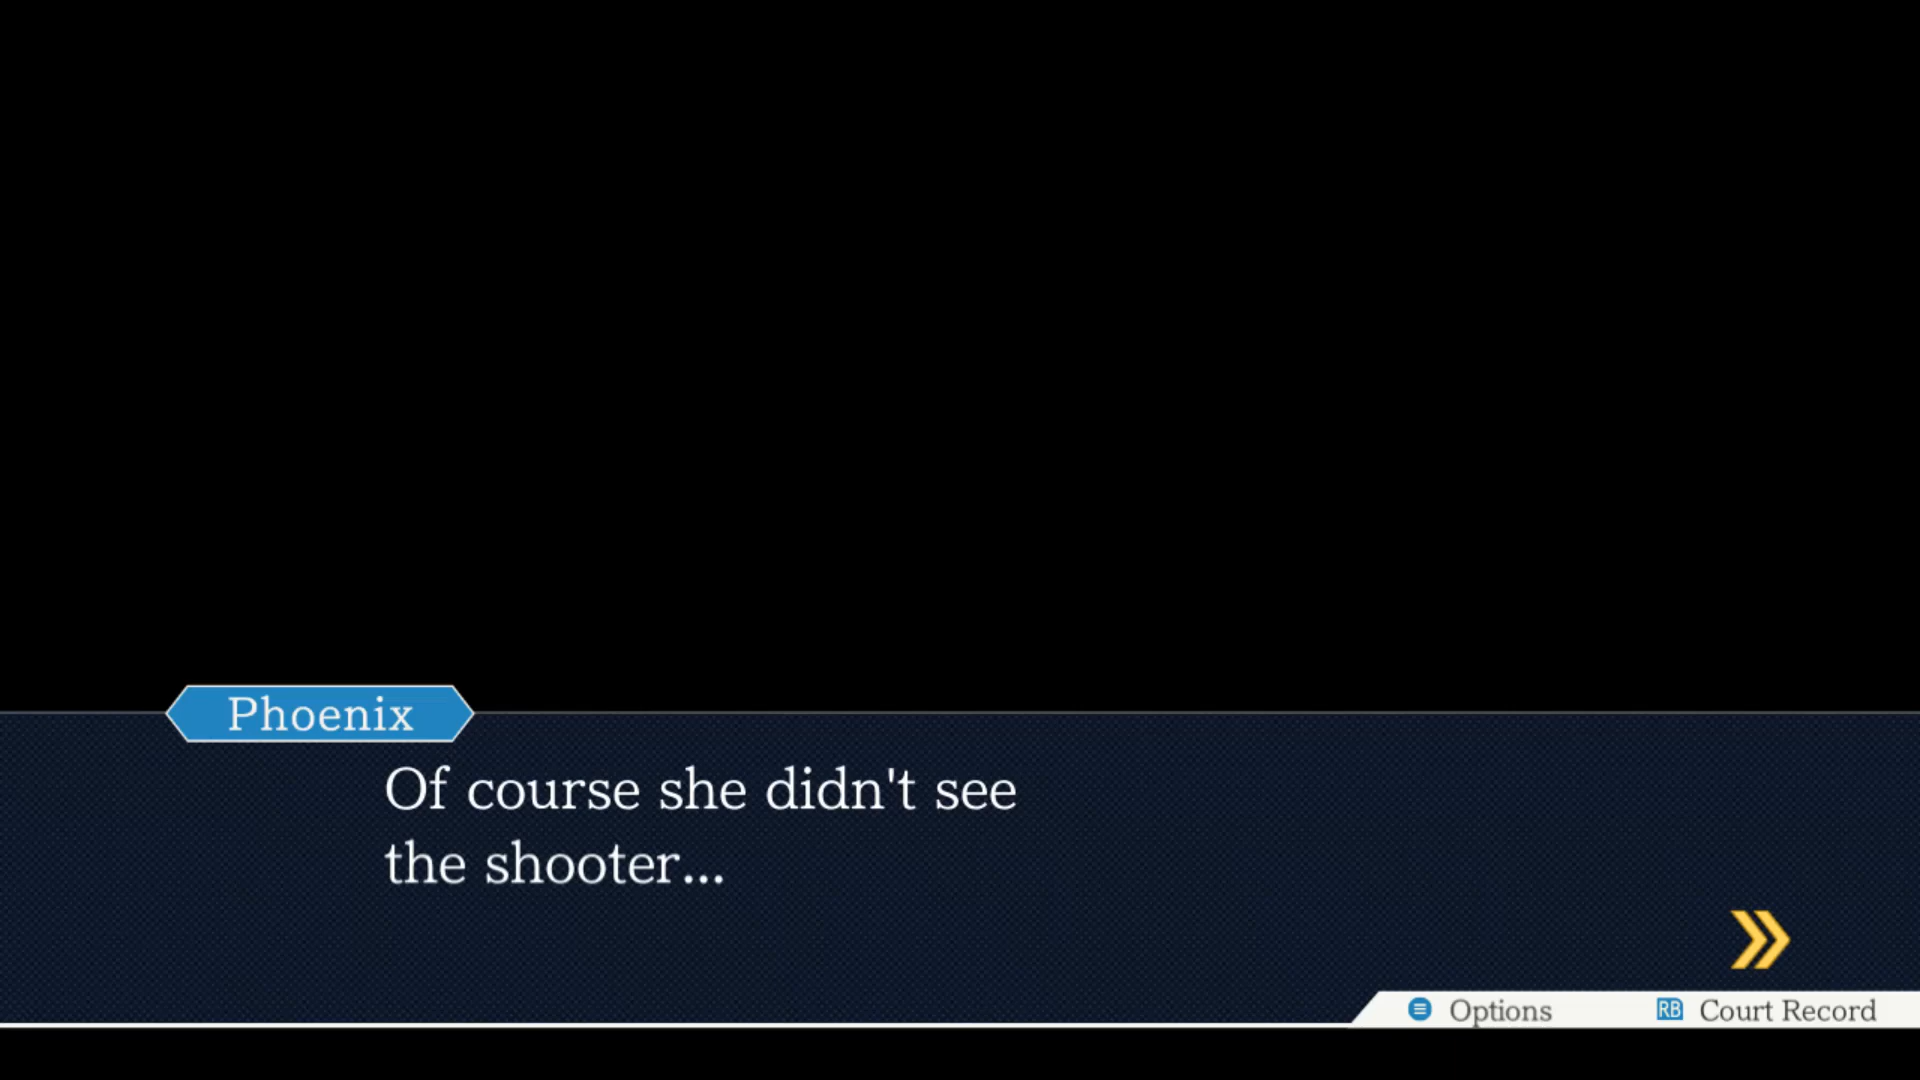 Phoenix
Of course she didn't see
the shooter...
Options
RB Court Record